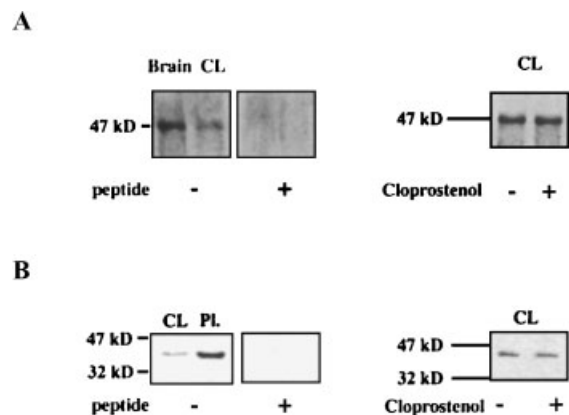 A
Brain CL
CL
47 kD
47 kD
peptide - +
Cloprostenol - +
B
CL Pl.
CL
47 kD
32 kD
47 kD
32 kD
peptide - +
Cloprostenol - +